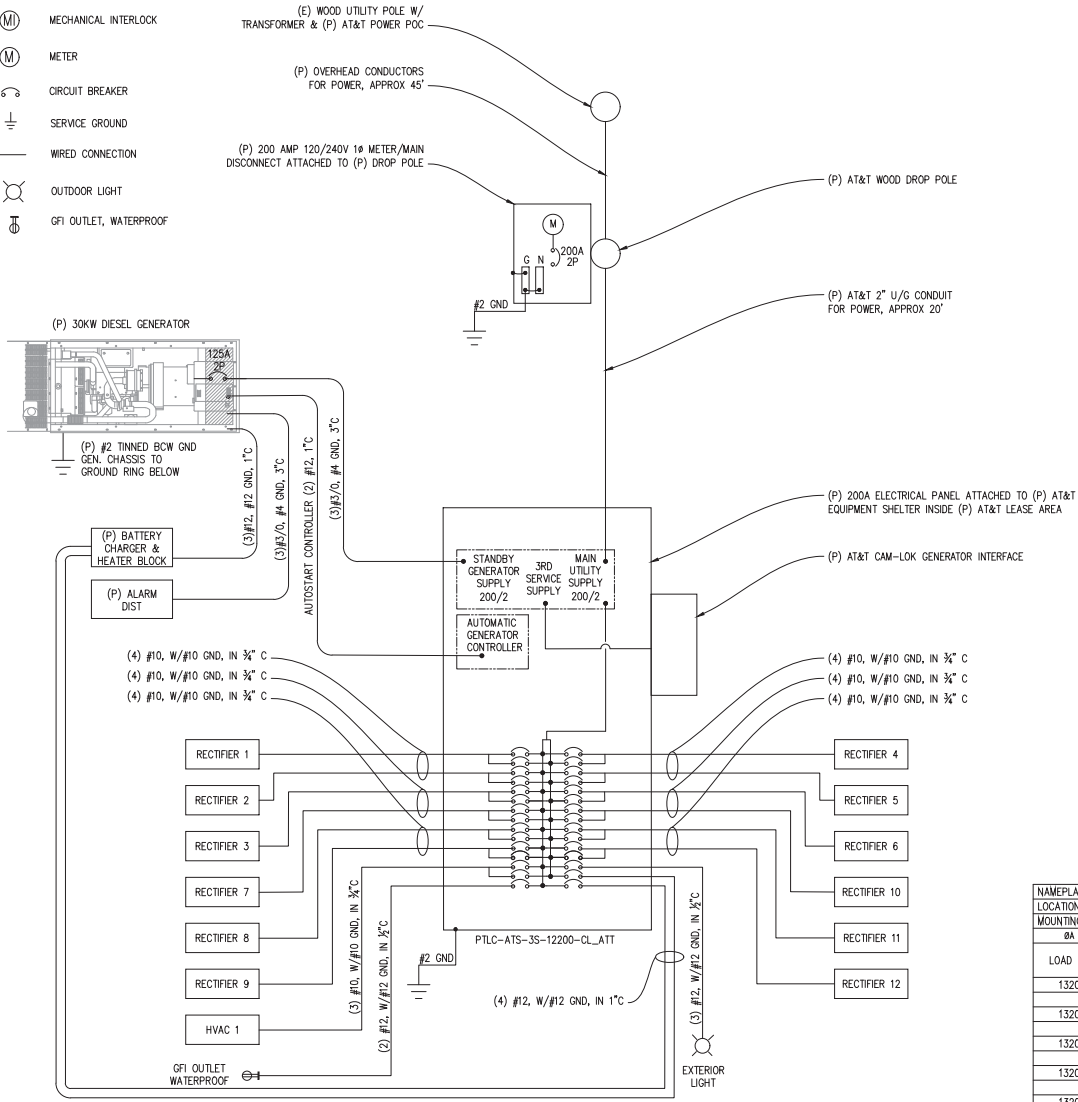 MI MECHANICAL INTERLOCK
M METER
CIRCUIT BREAKER
SERVICE GROUND
WIRED CONNECTION
OUTDOOR LIGHT
GFI OUTLET, WATERPROOF
(E) WOOD UTILITY POLE W/
TRANSFORMER & (P) AT&T POWER POC
(P) OVERHEAD CONDUCTORS
FOR POWER, APPROX 45'
(P) 200 AMP 120/240V 1ø METER/MAIN
DISCONNECT ATTACHED TO (P) DROP POLE
M
200A
2P
G N
#2 GND
(P) AT&T WOOD DROP POLE
(P) AT&T 2" U/G CONDUIT
FOR POWER, APPROX 20'
(P) 30KW DIESEL GENERATOR
125A
2P
(P) #2 TINNED BCW GND
GEN. CHASSIS TO
GROUND RING BELOW
(3)#12, #12 GND, 1"C
(3)#3/0, #4 GND, 3"C
AUTOSTART CONTROLLER (2) #12, 1"C
(3)#3/0, #4 GND, 3"C
(P) BATTERY
CHARGER &
HEATER BLOCK
(P) ALARM
DIST
(P) 200A ELECTRICAL PANEL ATTACHED TO (P) AT&T
EQUIPMENT SHELTER INSIDE (P) AT&T LEASE AREA
(P) AT&T CAM-LOK GENERATOR INTERFACE
STANDBY
GENERATOR
SUPPLY
200/2
3RD
SERVICE
SUPPLY
MAIN
UTILITY
SUPPLY
200/2
AUTOMATIC
GENERATOR
CONTROLLER
(4) #10, W/#10 GND, IN ¾" C
(4) #10, W/#10 GND, IN ¾" C
(4) #10, W/#10 GND, IN ¾" C
(4) #10, W/#10 GND, IN ¾" C
(4) #10, W/#10 GND, IN ¾" C
(4) #10, W/#10 GND, IN ¾" C
RECTIFIER 1
RECTIFIER 2
RECTIFIER 3
RECTIFIER 7
RECTIFIER 8
RECTIFIER 9
HVAC 1
RECTIFIER 4
RECTIFIER 5
RECTIFIER 6
RECTIFIER 10
RECTIFIER 11
RECTIFIER 12
(3) #10, W/#10 GND, IN ¾"C
(2) #12, W/#12 GND, IN ½"C
#2 GND
PTLC-ATS-3S-12200-CL_ATT
(4) #12, W/#12 GND, IN 1"C
(3) #12, W/#12 GND, IN ½"C
GFI OUTLET
WATERPROOF
EXTERIOR
LIGHT
NAMEPLA
LOCATION
MOUNTING
øA
LOAD
1320
1320
1320
1320
1320